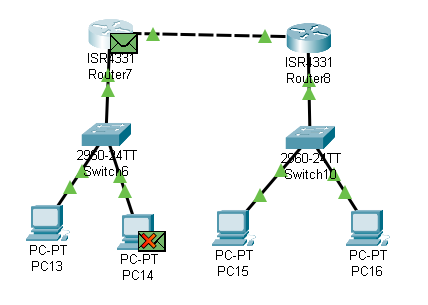 ISR4331
Router7
ISR4331
Router8
2960-24TT
Switch6
2960-24TT
Switch10
PC-PT
PC13
PC-PT
PC14
PC-PT
PC15
PC-PT
PC16